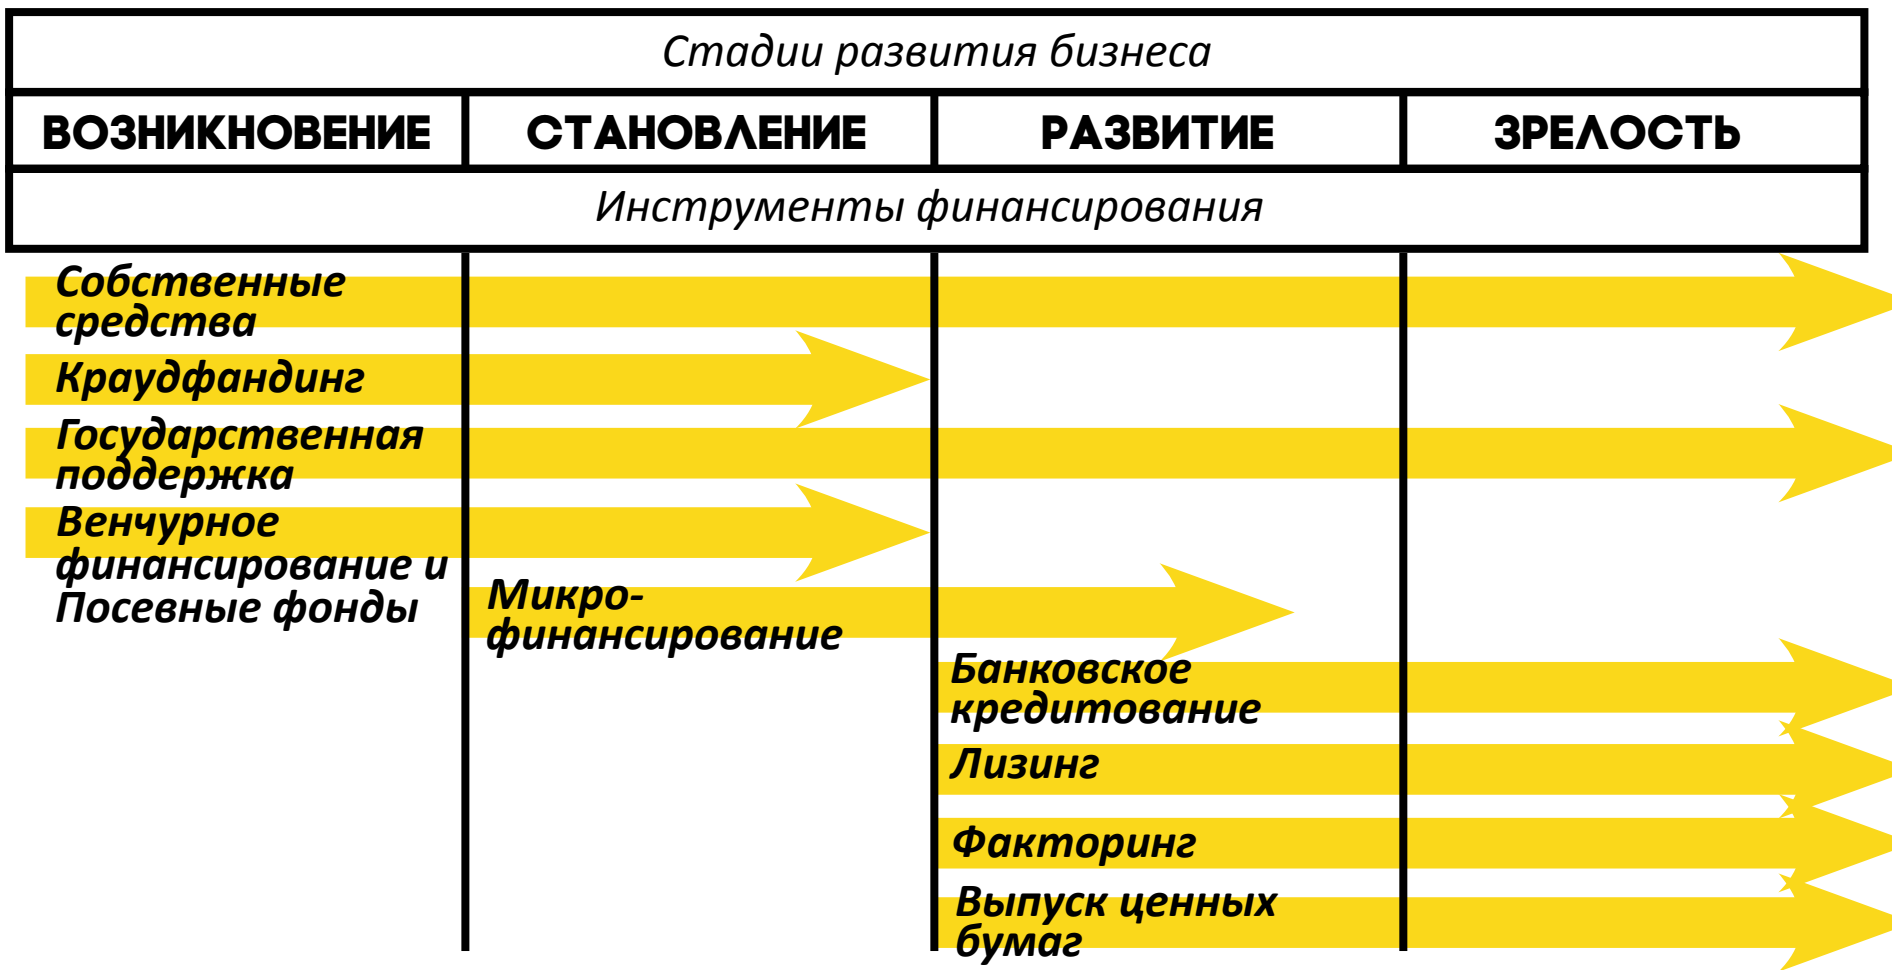 Стадии развития бизнеса
ВОЗНИКНОВЕНИЕ СТАНОВЛЕНИЕ РАЗВИТИЕ ЗРЕЛОСТЬ
Инструменты финансирования
Собственные
средства
Краудфандинг
Государственная
поддержка
Венчурное
финансирование и
Посевные фонды
Микро-
финансирование
Банковское
кредитование
Лизинг
Факторинг
Выпуск ценных
бумаг